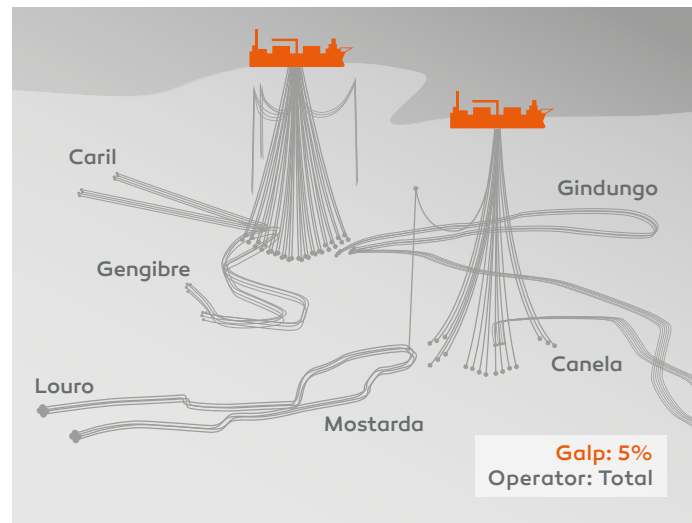 Caril
Gindungo
Gengibre
Canela
Louro
Mostarda
Galp: 5%
Operator: Total